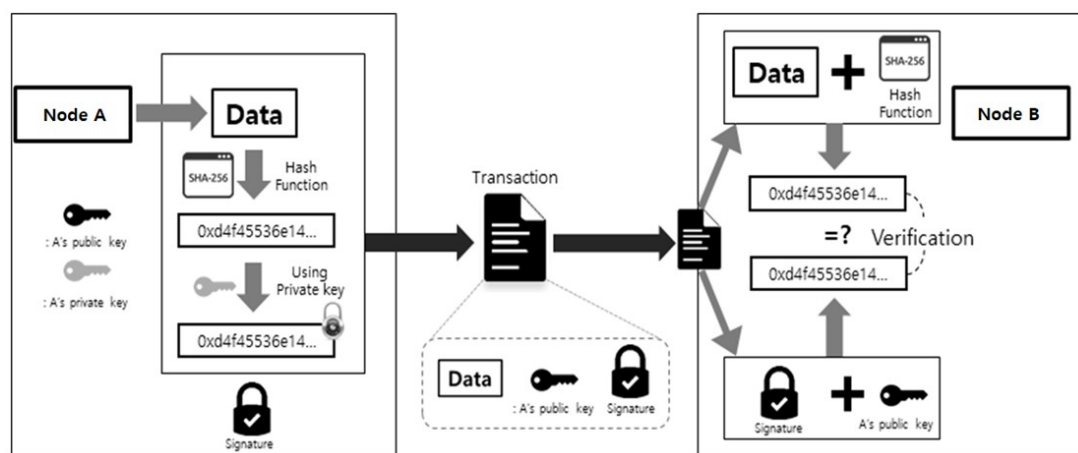 Node A
Data
SHA-256
Hash
Function
0xd4f45536e14...
: A's public key
Using
Private key
: A's private key
0xd4f45536e14...
Signature
Transaction
Data
: A's public key
Signature
Data
SHA-256
Hash
Function
Node B
0xd4f45536e14...
=? Verification
0xd4f45536e14...
Signature
A's public key